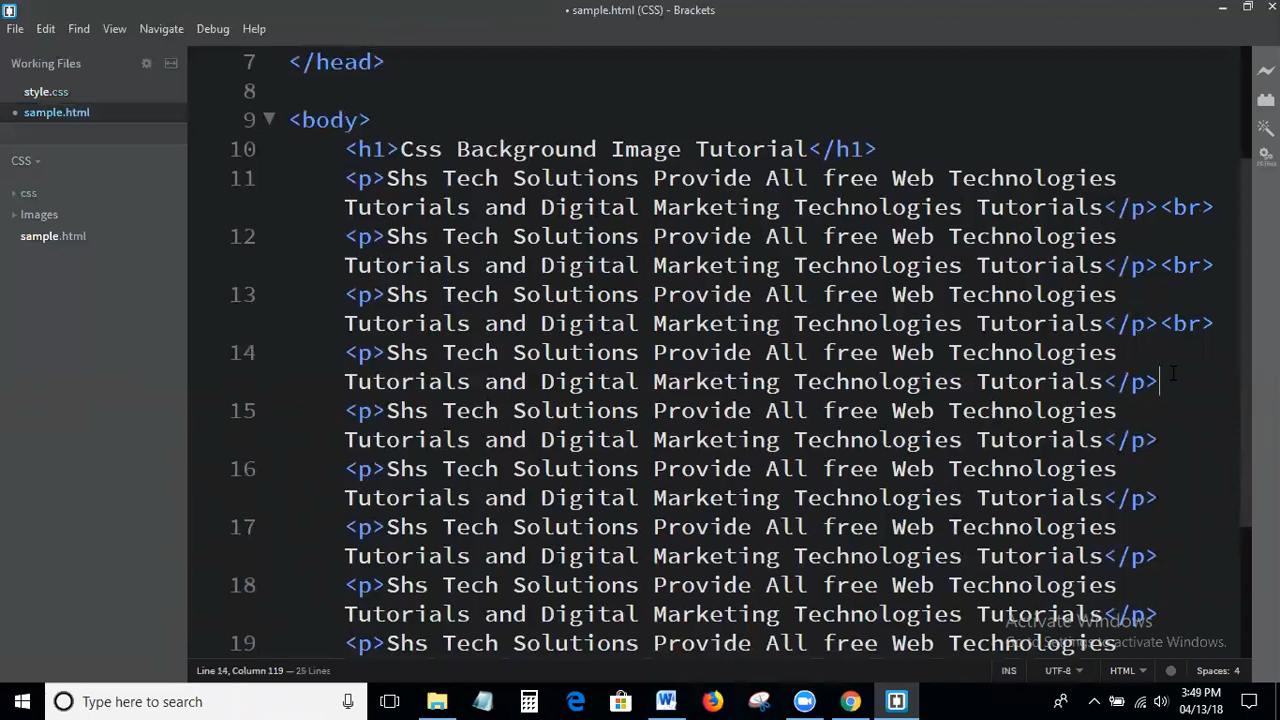 • sample.html (CSS) - Brackets
File Edit Find View Navigate Debug Help
Working Files
style.css
• sample.html
CSS
css
Images
sample.html
7 </head>
8
9 <body>
10 <h1>Css Background Image Tutorial</h1>
11 <p>Shs Tech Solutions Provide All free Web Technologies
Tutorials and Digital Marketing Technologies Tutorials</p><br>
12 <p>Shs Tech Solutions Provide All free Web Technologies
Tutorials and Digital Marketing Technologies Tutorials</p><br>
13 <p>Shs Tech Solutions Provide All free Web Technologies
Tutorials and Digital Marketing Technologies Tutorials</p><br>
14 <p>Shs Tech Solutions Provide All free Web Technologies
Tutorials and Digital Marketing Technologies Tutorials</p>
15 <p>Shs Tech Solutions Provide All free Web Technologies
Tutorials and Digital Marketing Technologies Tutorials</p>
16 <p>Shs Tech Solutions Provide All free Web Technologies
Tutorials and Digital Marketing Technologies Tutorials</p>
17 <p>Shs Tech Solutions Provide All free Web Technologies
Tutorials and Digital Marketing Technologies Tutorials</p>
18 <p>Shs Tech Solutions Provide All free Web Technologies
Tutorials and Digital Marketing Technologies Tutorials</p>
19 <p>Shs Tech Solutions Provide All free Web Technologies
Activate Windows
Go to Settings to activate Windows.
Line 14, Column 119 — 25 Lines
INS UTF-8 HTML Spaces: 4
Type here to search
3:49 PM
04/13/18